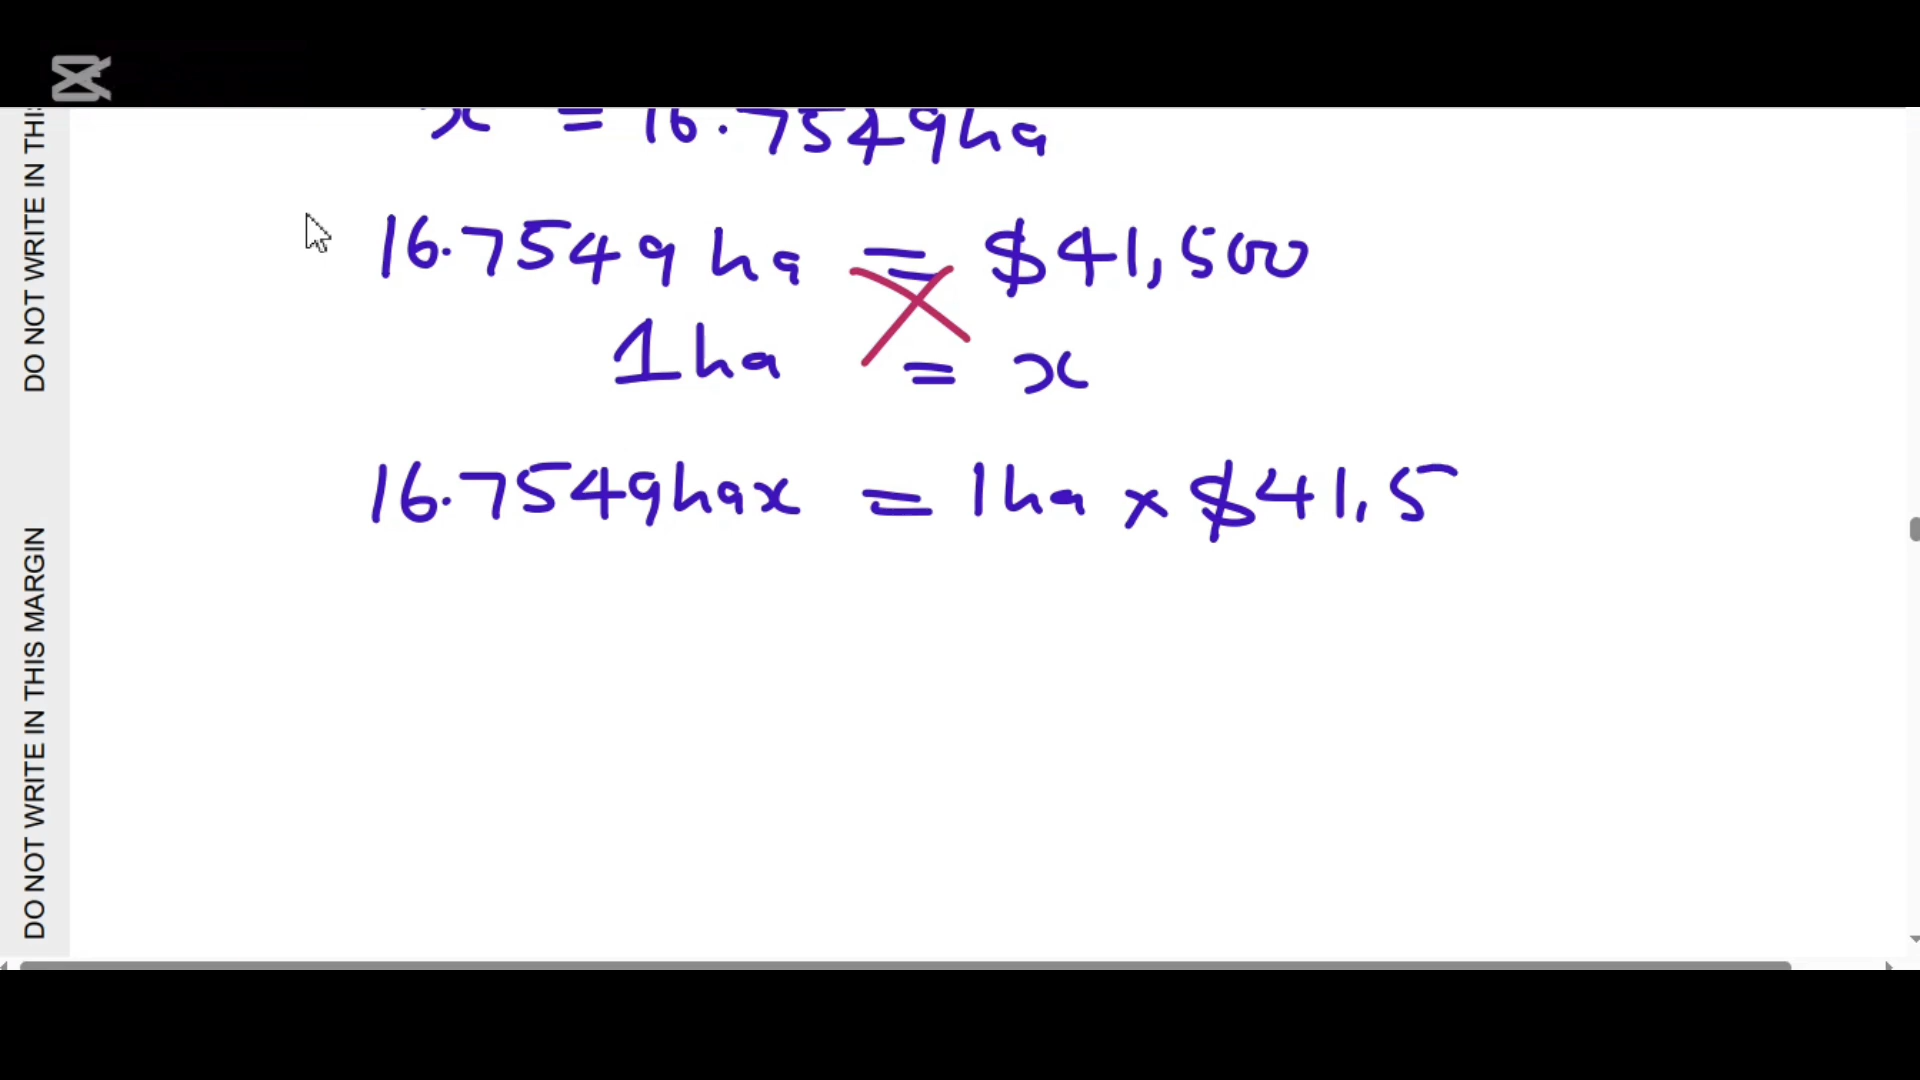 x = 16.7549ha
16.7549 ha = $41,500
1ha = x
16.7549hax = 1ha x $41,5
DO NOT WRITE IN THIS
DO NOT WRITE IN THIS MARGIN